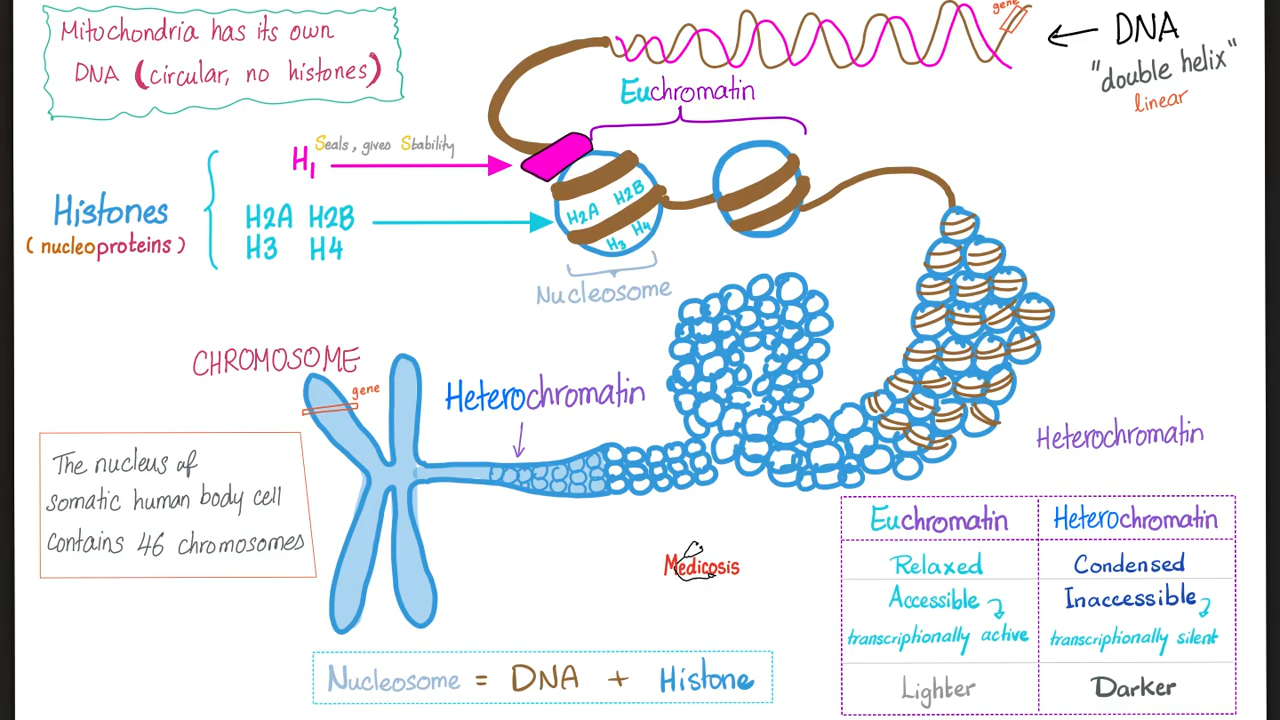 Mitochondria has its own
DNA (circular, no histones)
gene
DNA
"double helix"
linear
Euchromatin
H1
Seals, gives Stability
Histones
(nucleoproteins)
H2A H2B
H3 H4
H2A
H2B
H3
H4
Nucleosome
CHROMOSOME
gene
Heterochromatin
Heterochromatin
The nucleus of
somatic human body cell
contains 46 chromosomes
Medicosis
Euchromatin Heterochromatin
Relaxed Condensed
Accessible Inaccessible
transcriptionally active transcriptionally silent
Lighter Darker
Nucleosome = DNA + Histone